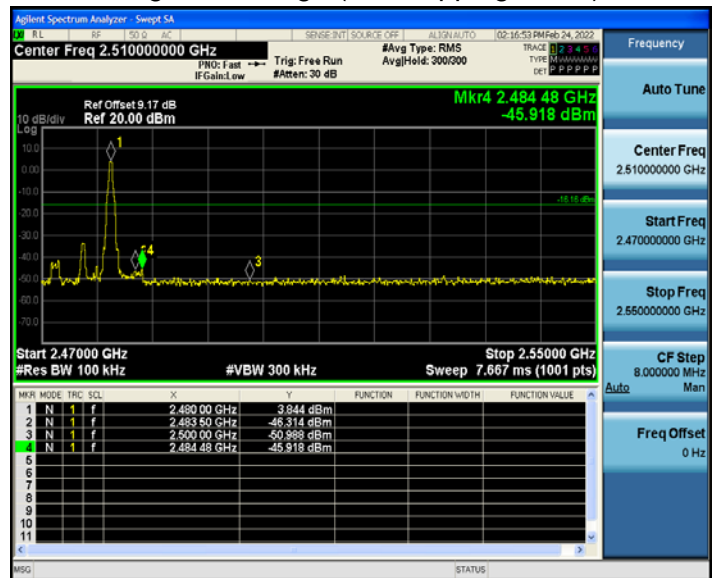 Agilent Spectrum Analyzer - Swept SA
RL RF 50 Ω AC SENSE:INT SOURCE OFF ALIGN AUTO 02:16:53 PM Feb 24, 2022
Center Freq 2.510000000 GHz
PNO: Fast
IFGain:Low
Trig: Free Run
#Atten: 30 dB
#Avg Type: RMS
Avg|Hold: 300/300
TRACE 1 2 3 4 5 6
TYPE M
DET P P P P P P
Frequency
Auto Tune
Center Freq
2.510000000 GHz
Start Freq
2.470000000 GHz
Stop Freq
2.550000000 GHz
CF Step
8.000000 MHz
Auto Man
Freq Offset
0 Hz
Mkr4 2.484 48 GHz
-45.918 dBm
Ref Offset 9.17 dB
10 dB/div Ref 20.00 dBm
Log
10.0
0.00
-10.0
-20.0
-30.0
-40.0
-50.0
-60.0
-70.0
1
4
3
-16.16 dBm
Start 2.47000 GHz Stop 2.55000 GHz
#Res BW 100 kHz #VBW 300 kHz Sweep 7.667 ms (1001 pts)
MKR MODE TRC SCL X Y FUNCTION FUNCTION WIDTH FUNCTION VALUE
1 N 1 f 2.480 00 GHz 3.844 dBm
2 N 1 f 2.483 50 GHz -46.314 dBm
3 N 1 f 2.500 00 GHz -50.988 dBm
4 N 1 f 2.484 48 GHz -45.918 dBm
5
6
7
8
9
10
11
MSG STATUS